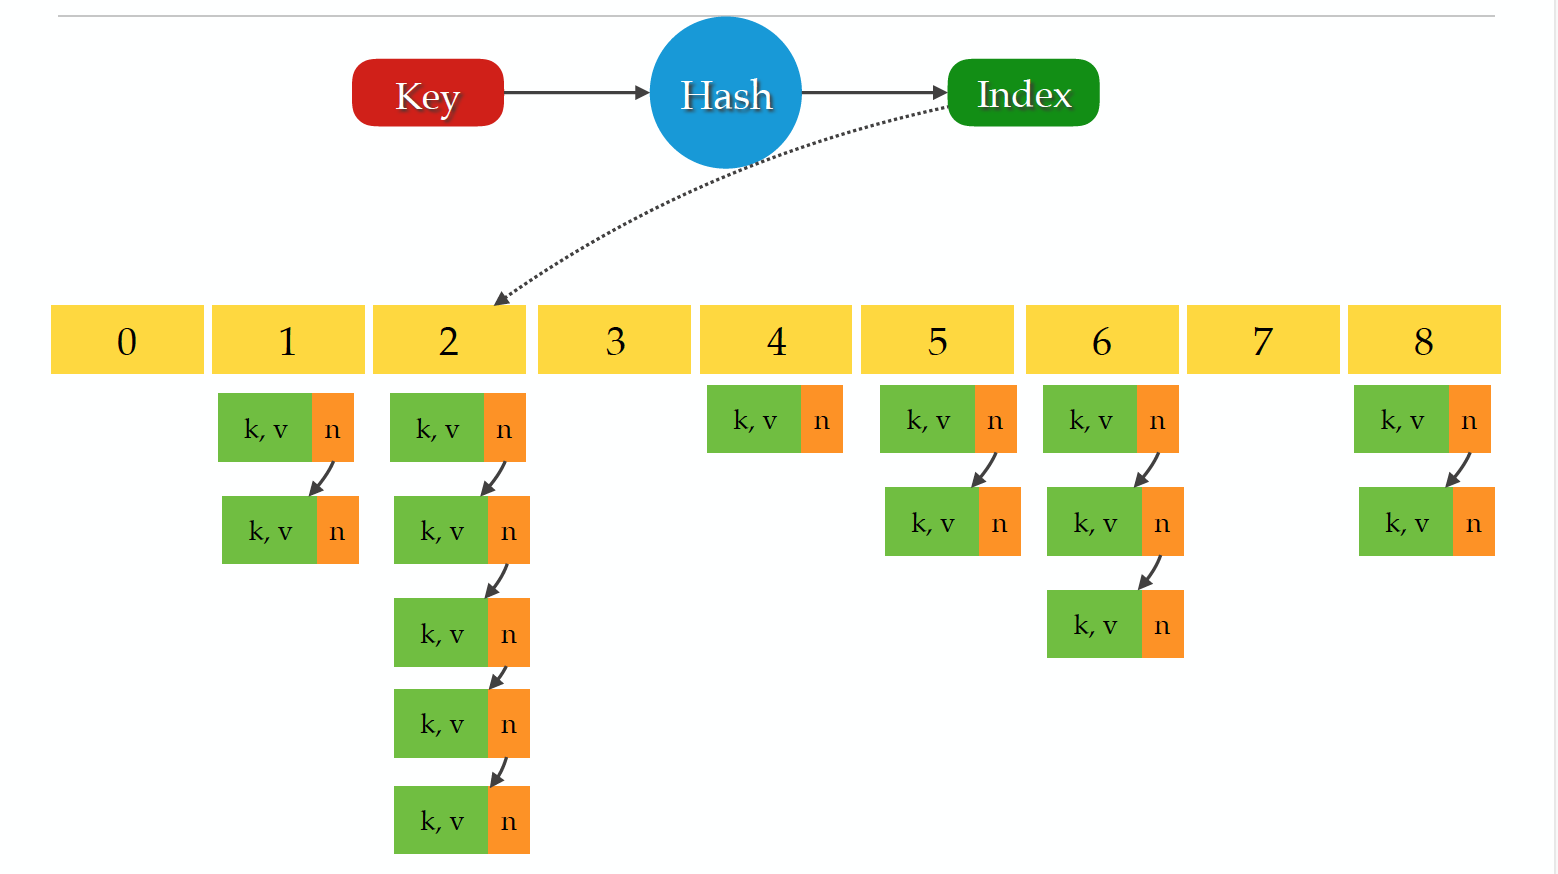 Key Hash Index
0 1 2 3 4 5 6 7 8
k, v n k, v n k, v n k, v n k, v n k, v n
k, v n k, v n k, v n k, v n k, v n
k, v n k, v n
k, v n
k, v n